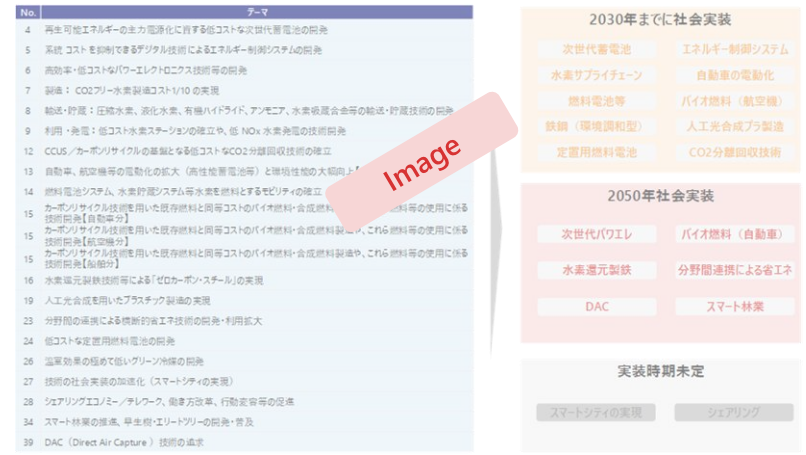 No. テーマ
4 再生可能エネルギーの主力電源化に資する低コストな次世代蓄電池の開発
5 系統コストを抑制できるデジタル技術によるエネルギー制御システムの開発
6 高効率・低コストなパワーエレクトロニクス技術等の開発
7 製造： CO2フリー水素製造コスト1/10 の実現
8 輸送・貯蔵：圧縮水素、液化水素、有機ハイドライド、アンモニア、水素吸蔵合金等の輸送・貯蔵技術の開発
9 利用・発電：低コスト水素ステーションの確立や、低 NOx 水素発電の技術開発
12 CCUS／カーボンリサイクルの基盤となる低コストなCO2分離回収技術の確立
13 自動車、航空機等の電動化の拡大（高性能蓄電池等）と環境性能の大幅向上
14 燃料電池システム、水素貯蔵システム等水素を燃料とするモビリティの確立
15 カーボンリサイクル技術を用いた既存燃料と同等コストのバイオ燃料・合成燃料製造や、これら燃料等の使用に係る
技術開発【自動車分】
15 カーボンリサイクル技術を用いた既存燃料と同等コストのバイオ燃料・合成燃料製造や、これら燃料等の使用に係る
技術開発【航空機分】
15 カーボンリサイクル技術を用いた既存燃料と同等コストのバイオ燃料・合成燃料製造や、これら燃料等の使用に係る
技術開発【船舶分】
16 水素還元製鉄技術等による「ゼロカーボン・スチール」の実現
19 人工光合成を用いたプラスチック製造の実現
23 分野間の連携による横断的省エネ技術の開発・利用拡大
24 低コストな定置用燃料電池の開発
26 温室効果の極めて低いグリーン冷媒の開発
27 技術の社会実装の加速化（スマートシティの実現）
28 シェアリングエコノミー／テレワーク、働き方改革、行動変容等の促進
34 スマート林業の推進、早生樹・エリートツリーの開発・普及
39 DAC（Direct Air Capture ）技術の追求
Image
2030年までに社会実装
次世代蓄電池 エネルギー制御システム
水素サプライチェーン 自動車の電動化
燃料電池等 バイオ燃料（航空機）
鉄鋼（環境調和型） 人工光合成プラ製造
定置用燃料電池 CO2分離回収技術
2050年社会実装
次世代パワエレ バイオ燃料（自動車）
水素還元製鉄 分野間連携による省エネ
DAC スマート林業
実装時期未定
スマートシティの実現 シェアリング